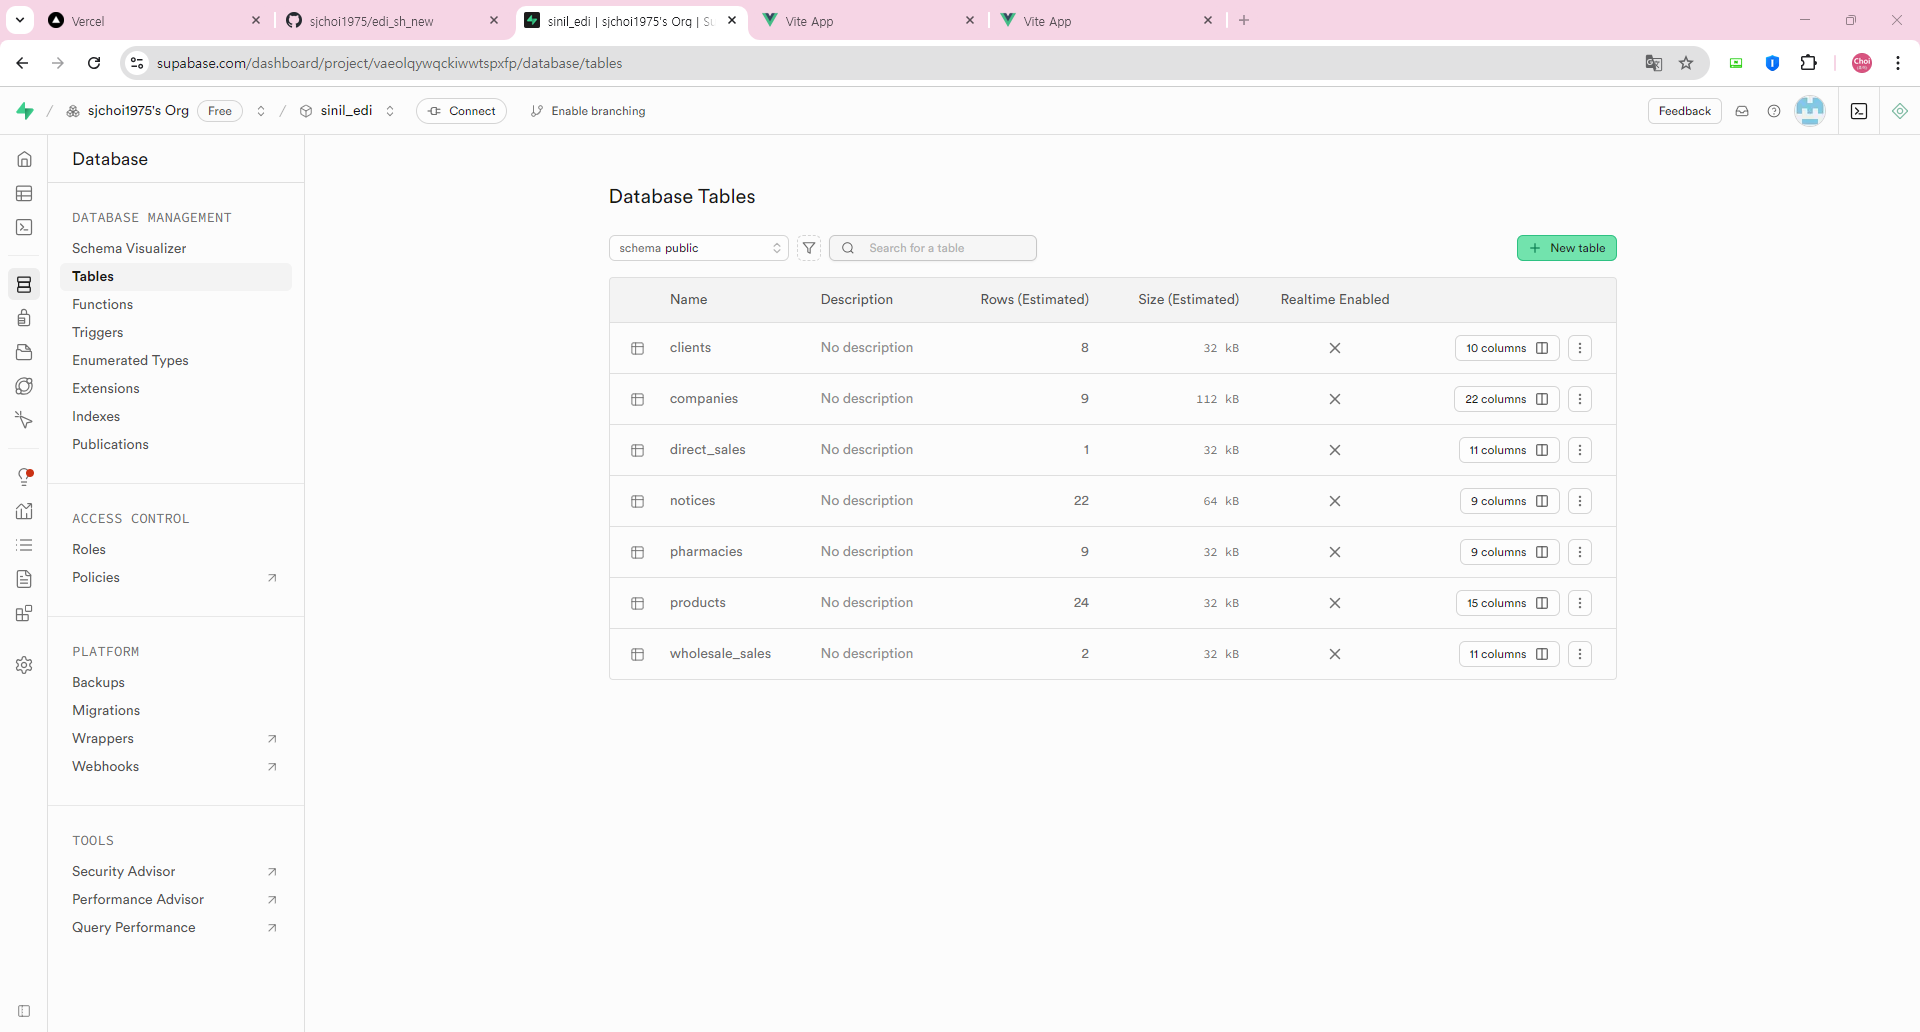 Vercel
sjchoi1975/edi_sh_new
sinil_edi | sjchoi1975's Org | Su
Vite App
Vite App
supabase.com/dashboard/project/vaeolqywqckiwwtspxfp/database/tables
Choi
sjchoi1975's Org
Free
sinil_edi
Connect
Enable branching
Feedback
Database
DATABASE MANAGEMENT
Schema Visualizer
Tables
Functions
Triggers
Enumerated Types
Extensions
Indexes
Publications
ACCESS CONTROL
Roles
Policies
PLATFORM
Backups
Migrations
Wrappers
Webhooks
TOOLS
Security Advisor
Performance Advisor
Query Performance
Database Tables
schema public
Search for a table
New table
Name Description Rows (Estimated) Size (Estimated) Realtime Enabled
clients No description 8 32 kB 10 columns
companies No description 9 112 kB 22 columns
direct_sales No description 1 32 kB 11 columns
notices No description 22 64 kB 9 columns
pharmacies No description 9 32 kB 9 columns
products No description 24 32 kB 15 columns
wholesale_sales No description 2 32 kB 11 columns